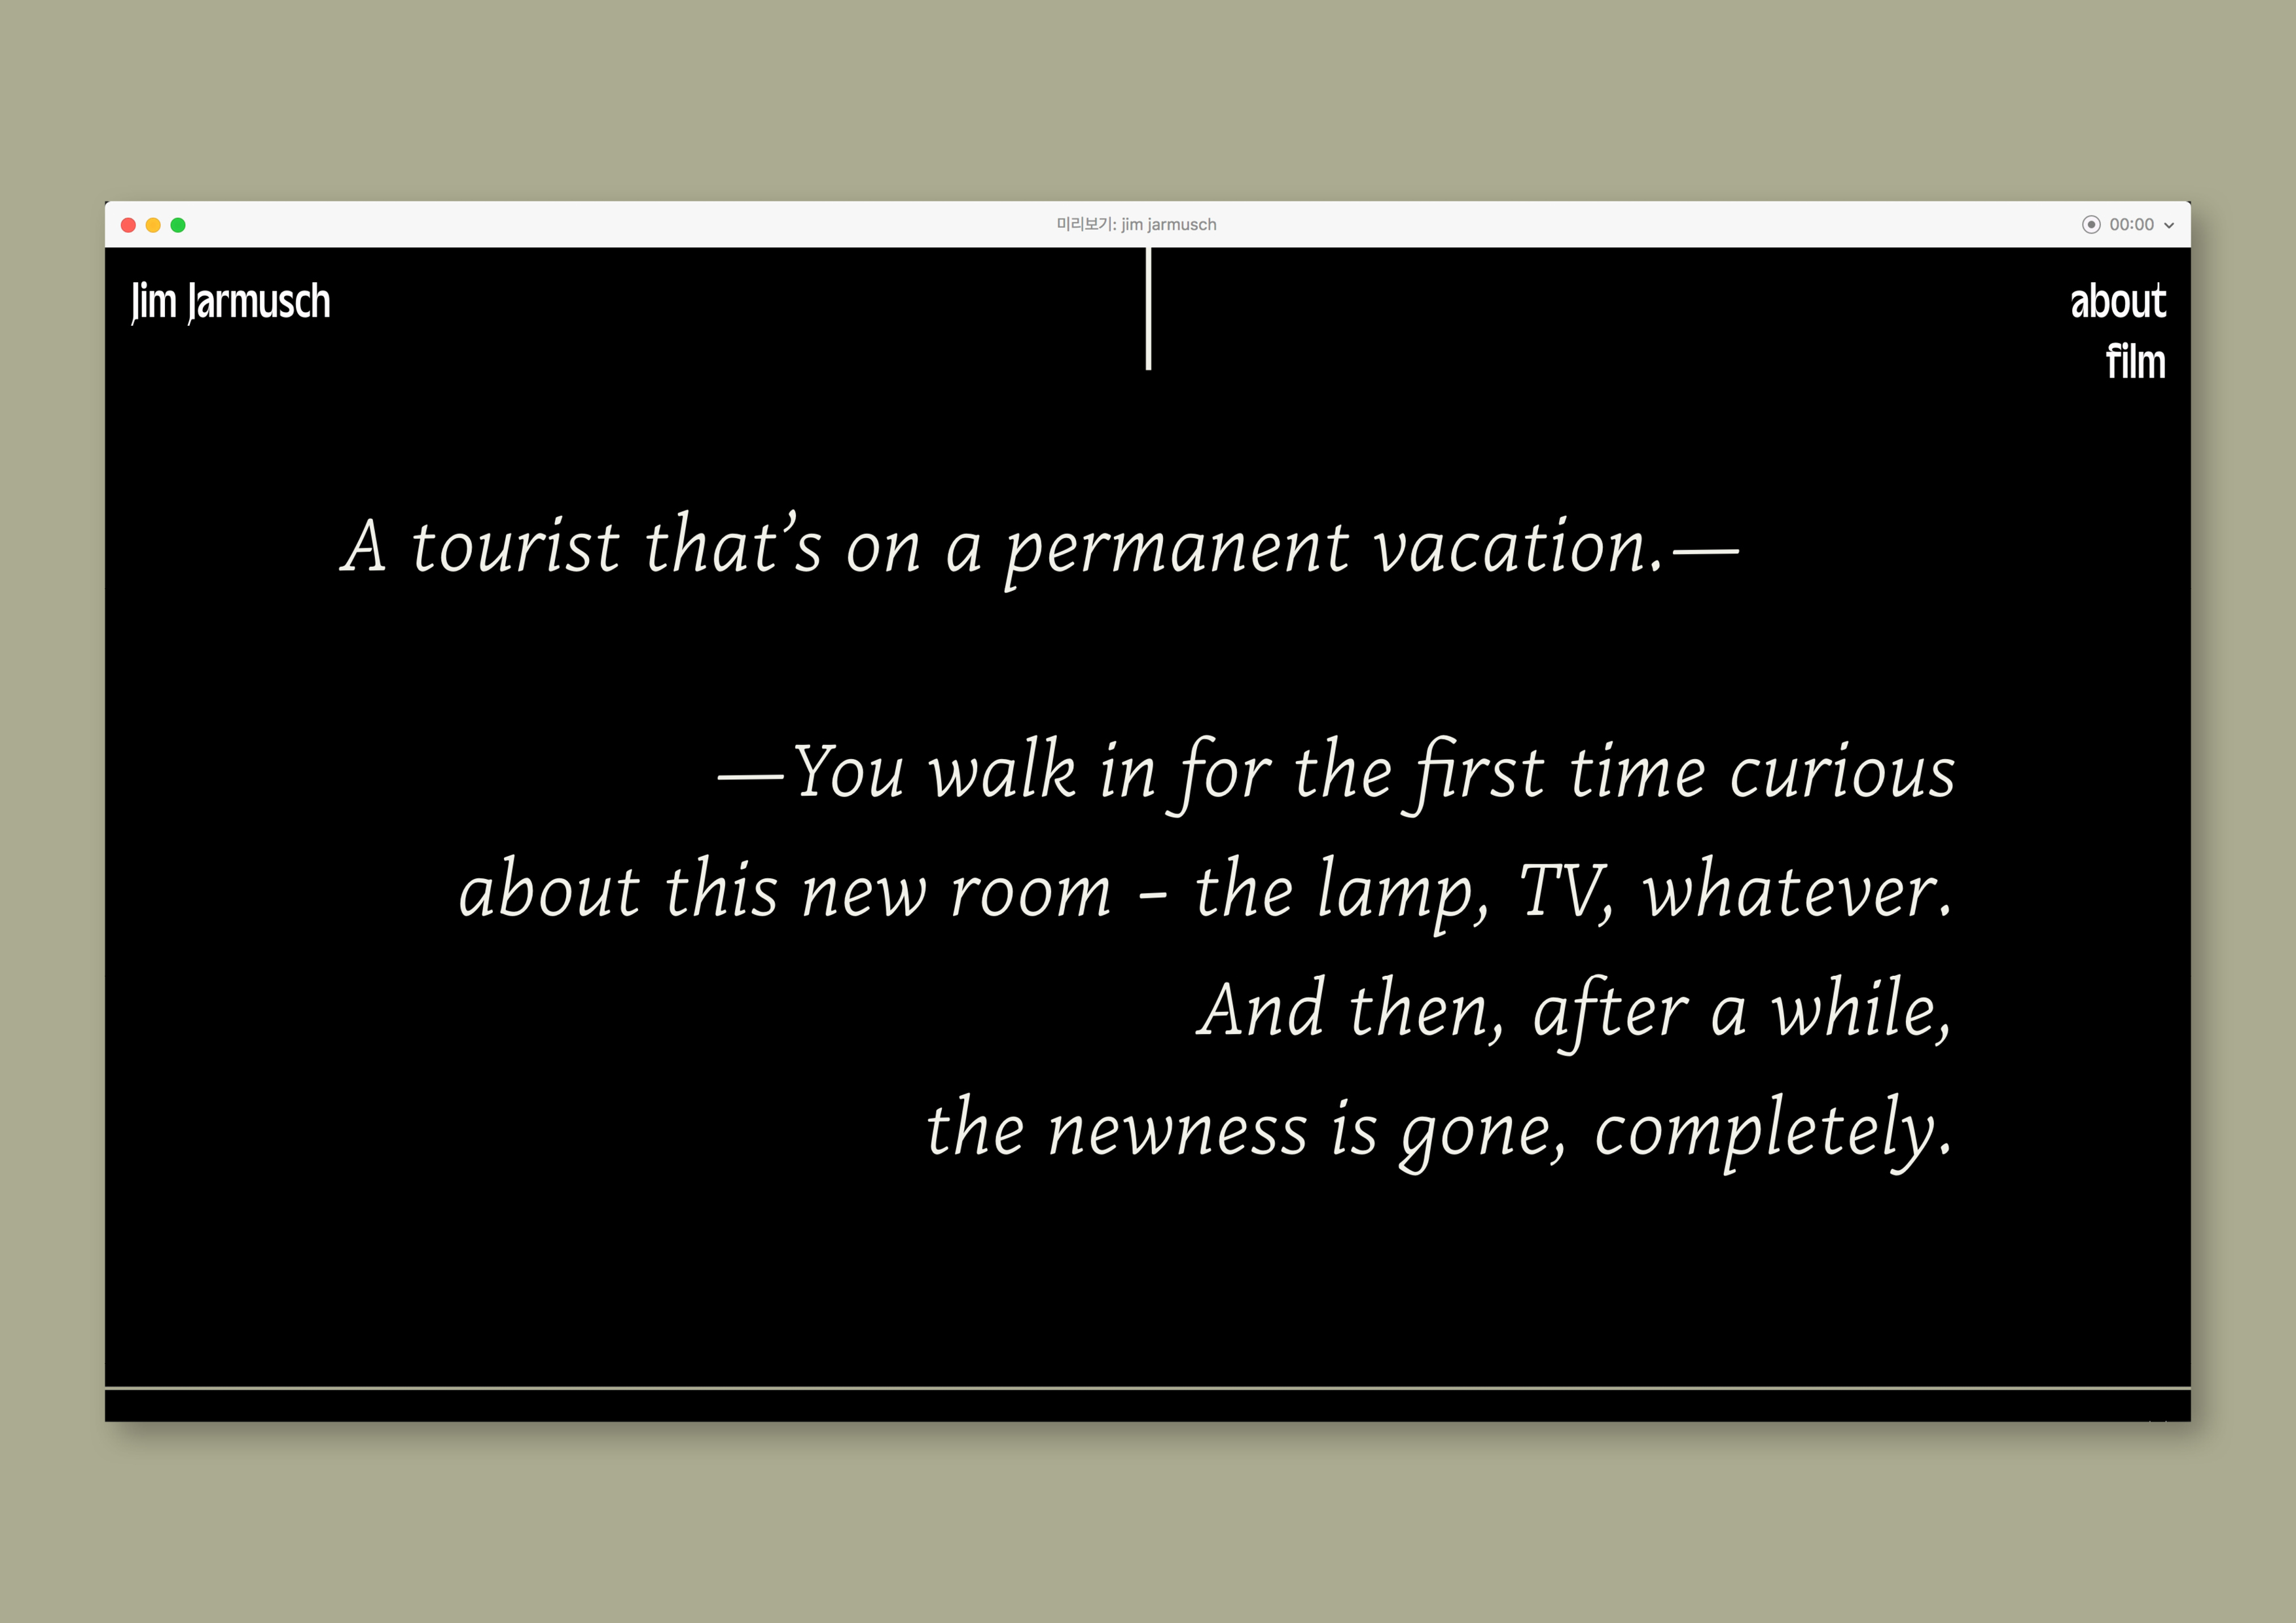 미리보기: jim jarmusch
00:00
Jim Jarmusch
about
film
A tourist that’s on a permanent vacation.—
—You walk in for the first time curious
about this new room – the lamp, TV, whatever.
And then, after a while,
the newness is gone, completely.